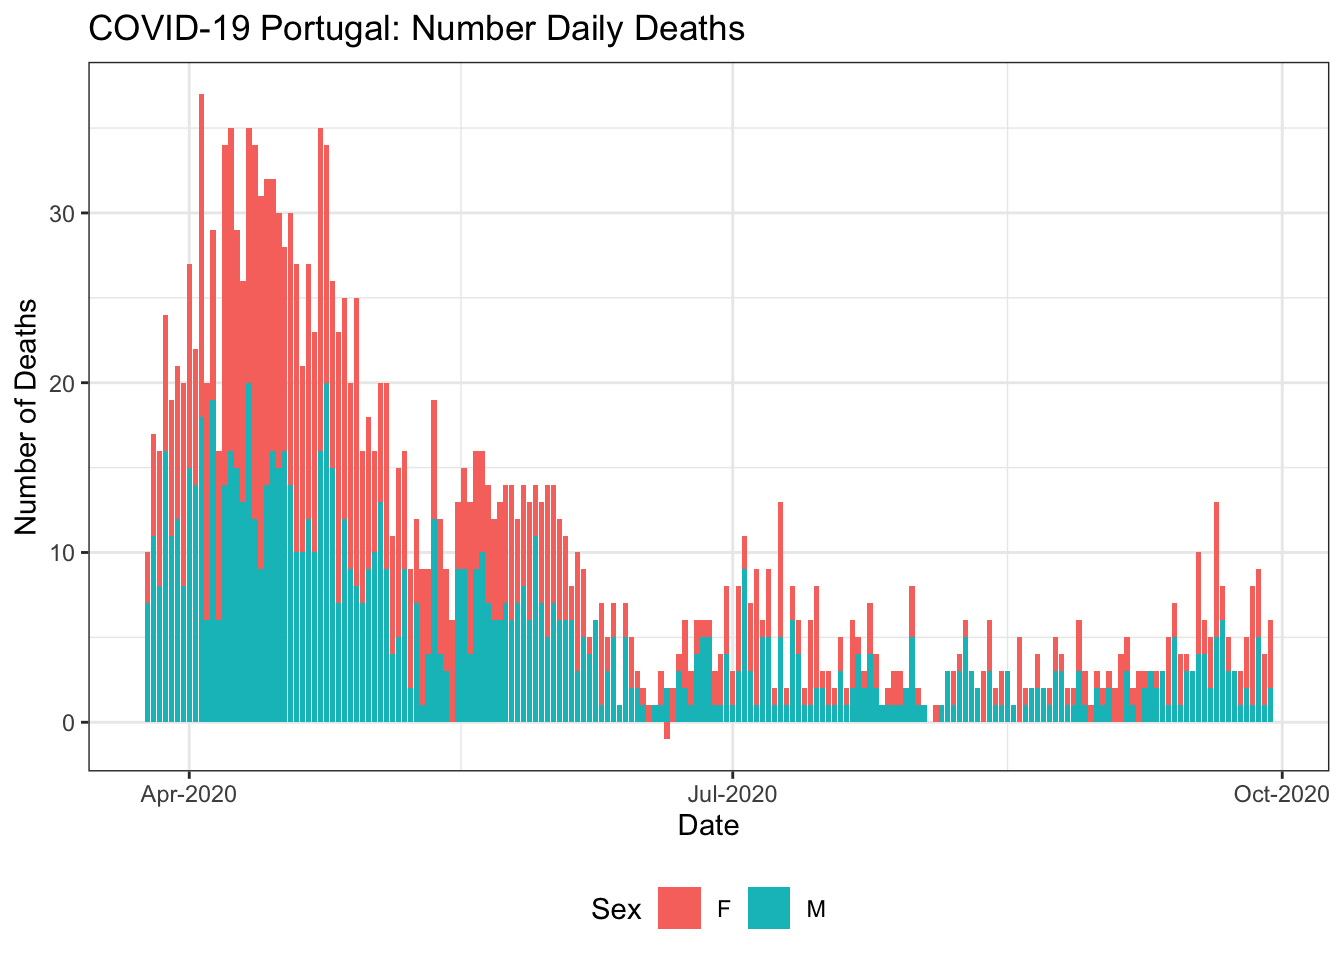 COVID-19 Portugal: Number Daily Deaths
Number of Deaths
30
20
10
0
Apr-2020 Jul-2020 Oct-2020
Date
Sex F M